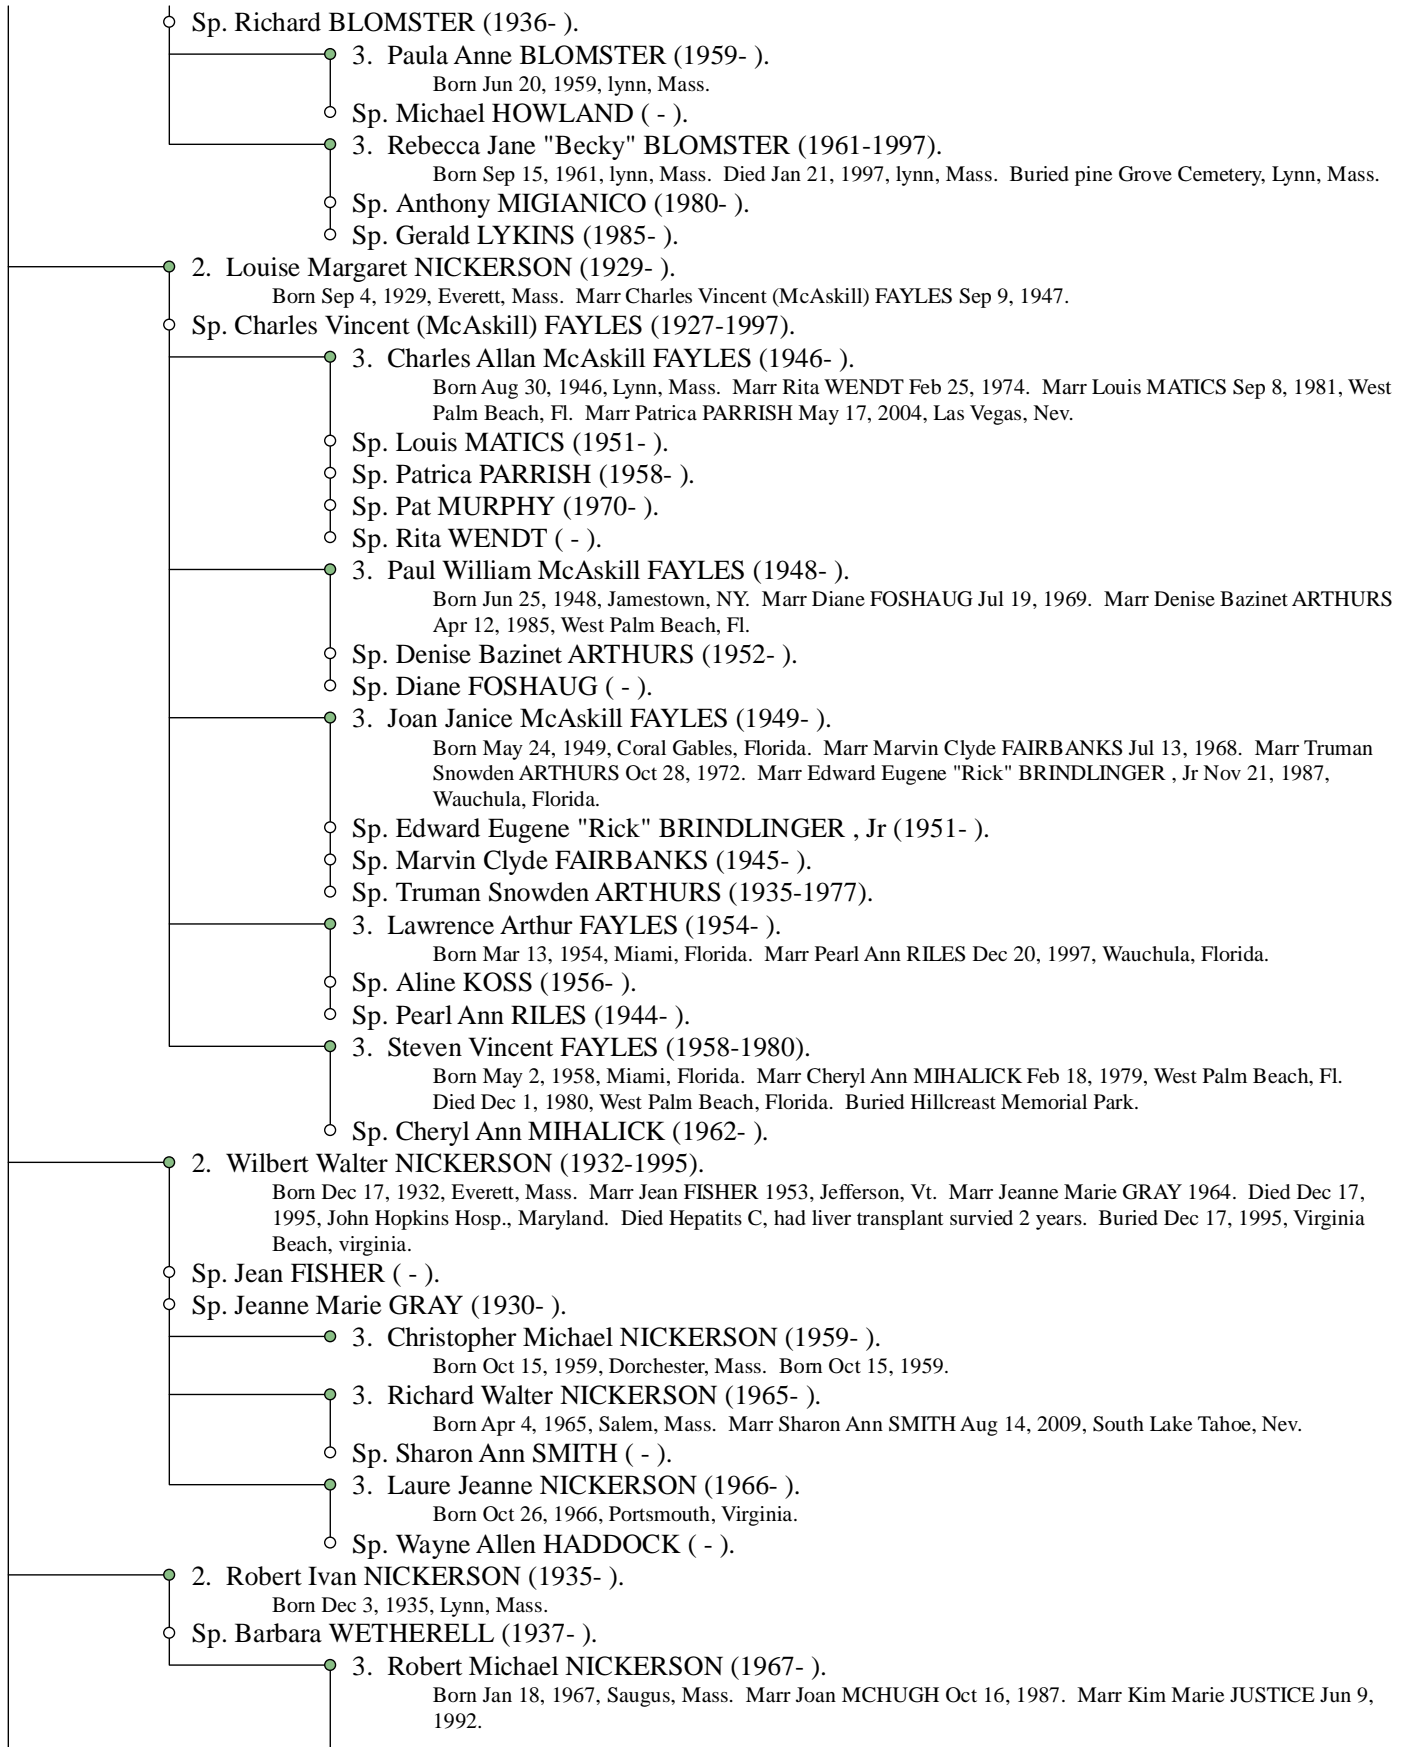 Sp. Richard BLOMSTER (1936- ).
3. Paula Anne BLOMSTER (1959- ).
Born Jun 20, 1959, lynn, Mass.
Sp. Michael HOWLAND ( - ).
3. Rebecca Jane "Becky" BLOMSTER (1961-1997).
Born Sep 15, 1961, lynn, Mass. Died Jan 21, 1997, lynn, Mass. Buried pine Grove Cemetery, Lynn, Mass.
Sp. Anthony MIGIANICO (1980- ).
Sp. Gerald LYKINS (1985- ).
2. Louise Margaret NICKERSON (1929- ).
Born Sep 4, 1929, Everett, Mass. Marr Charles Vincent (McAskill) FAYLES Sep 9, 1947.
Sp. Charles Vincent (McAskill) FAYLES (1927-1997).
3. Charles Allan McAskill FAYLES (1946- ).
Born Aug 30, 1946, Lynn, Mass. Marr Rita WENDT Feb 25, 1974. Marr Louis MATICS Sep 8, 1981, West
Palm Beach, Fl. Marr Patrica PARRISH May 17, 2004, Las Vegas, Nev.
Sp. Louis MATICS (1951- ).
Sp. Patrica PARRISH (1958- ).
Sp. Pat MURPHY (1970- ).
Sp. Rita WENDT ( - ).
3. Paul William McAskill FAYLES (1948- ).
Born Jun 25, 1948, Jamestown, NY. Marr Diane FOSHAUG Jul 19, 1969. Marr Denise Bazinet ARTHURS
Apr 12, 1985, West Palm Beach, Fl.
Sp. Denise Bazinet ARTHURS (1952- ).
Sp. Diane FOSHAUG ( - ).
3. Joan Janice McAskill FAYLES (1949- ).
Born May 24, 1949, Coral Gables, Florida. Marr Marvin Clyde FAIRBANKS Jul 13, 1968. Marr Truman
Snowden ARTHURS Oct 28, 1972. Marr Edward Eugene "Rick" BRINDLINGER , Jr Nov 21, 1987,
Wauchula, Florida.
Sp. Edward Eugene "Rick" BRINDLINGER , Jr (1951- ).
Sp. Marvin Clyde FAIRBANKS (1945- ).
Sp. Truman Snowden ARTHURS (1935-1977).
3. Lawrence Arthur FAYLES (1954- ).
Born Mar 13, 1954, Miami, Florida. Marr Pearl Ann RILES Dec 20, 1997, Wauchula, Florida.
Sp. Aline KOSS (1956- ).
Sp. Pearl Ann RILES (1944- ).
3. Steven Vincent FAYLES (1958-1980).
Born May 2, 1958, Miami, Florida. Marr Cheryl Ann MIHALICK Feb 18, 1979, West Palm Beach, Fl.
Died Dec 1, 1980, West Palm Beach, Florida. Buried Hillcreast Memorial Park.
Sp. Cheryl Ann MIHALICK (1962- ).
2. Wilbert Walter NICKERSON (1932-1995).
Born Dec 17, 1932, Everett, Mass. Marr Jean FISHER 1953, Jefferson, Vt. Marr Jeanne Marie GRAY 1964. Died Dec 17,
1995, John Hopkins Hosp., Maryland. Died Hepatits C, had liver transplant survied 2 years. Buried Dec 17, 1995, Virginia
Beach, virginia.
Sp. Jean FISHER ( - ).
Sp. Jeanne Marie GRAY (1930- ).
3. Christopher Michael NICKERSON (1959- ).
Born Oct 15, 1959, Dorchester, Mass. Born Oct 15, 1959.
3. Richard Walter NICKERSON (1965- ).
Born Apr 4, 1965, Salem, Mass. Marr Sharon Ann SMITH Aug 14, 2009, South Lake Tahoe, Nev.
Sp. Sharon Ann SMITH ( - ).
3. Laure Jeanne NICKERSON (1966- ).
Born Oct 26, 1966, Portsmouth, Virginia.
Sp. Wayne Allen HADDOCK ( - ).
2. Robert Ivan NICKERSON (1935- ).
Born Dec 3, 1935, Lynn, Mass.
Sp. Barbara WETHERELL (1937- ).
3. Robert Michael NICKERSON (1967- ).
Born Jan 18, 1967, Saugus, Mass. Marr Joan MCHUGH Oct 16, 1987. Marr Kim Marie JUSTICE Jun 9,
1992.